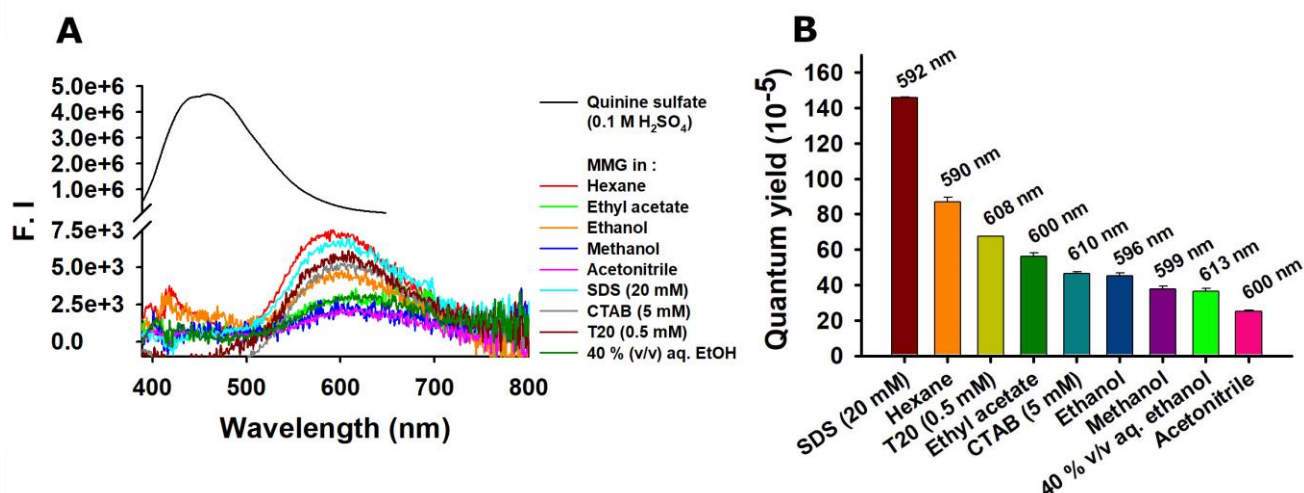 A
F. I
5.0e+6
4.0e+6
3.0e+6
2.0e+6
1.0e+6
7.5e+3
5.0e+3
2.5e+3
0.0
400 500 600 700 800
Wavelength (nm)
Quinine sulfate
(0.1 M H₂SO₄)
MMG in :
Hexane
Ethyl acetate
Ethanol
Methanol
Acetonitrile
SDS (20 mM)
CTAB (5 mM)
T20 (0.5 mM)
40 % (v/v) aq. EtOH
B
Quantum yield (10⁻⁵)
160
140
120
100
80
60
40
20
0
592 nm
590 nm
608 nm
600 nm
610 nm
596 nm
599 nm
613 nm
600 nm
SDS (20 mM)
Hexane
T20 (0.5 mM)
Ethyl acetate
CTAB (5 mM)
Ethanol
Methanol
40 % v/v aq. ethanol
Acetonitrile